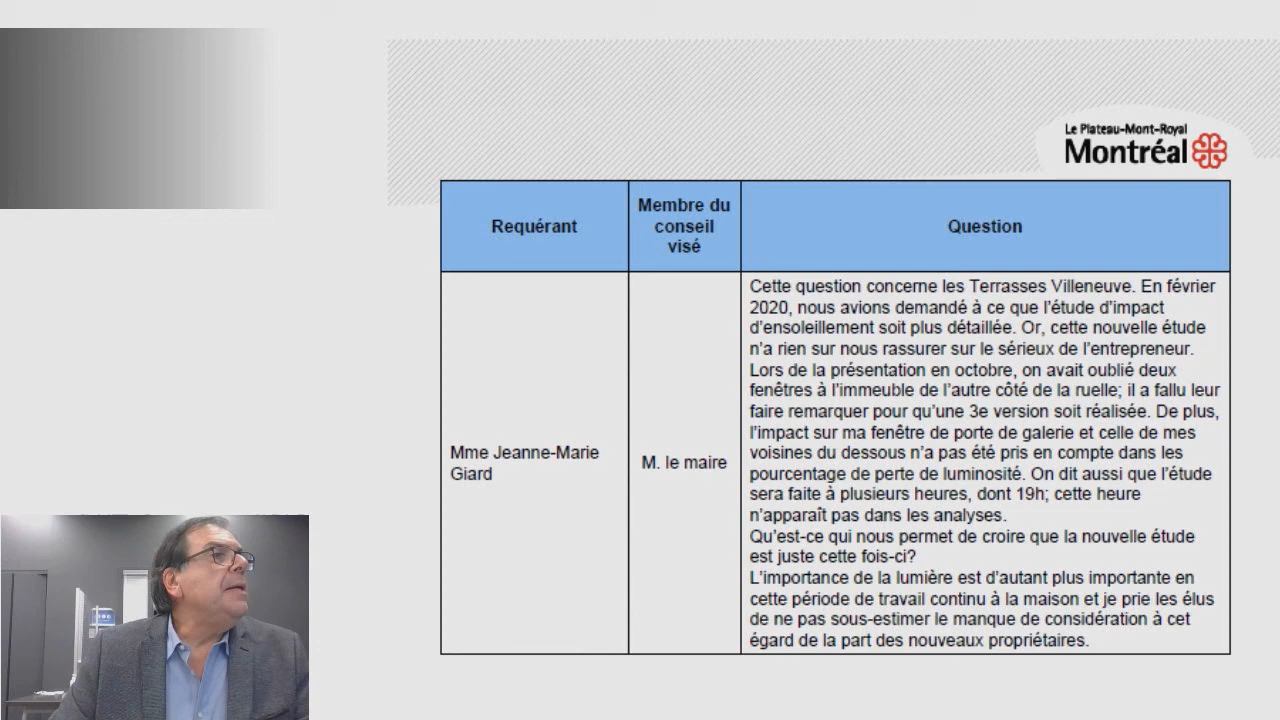 Le Plateau-Mont-Royal
Montréal
Requérant
Membre du
conseil
visé
Question
Mme Jeanne-Marie
Giard
M. le maire
Cette question concerne les Terrasses Villeneuve. En février
2020, nous avions demandé à ce que l'étude d'impact
d'ensoleillement soit plus détaillée. Or, cette nouvelle étude
n'a rien su nous rassurer sur le sérieux de l'entrepreneur.
Lors de la présentation en octobre, on avait oublié deux
fenêtres à l'immeuble de l'autre côté de la ruelle; il a fallu leur
faire remarquer pour qu'une 3e version soit réalisée. De plus,
l'impact sur ma fenêtre de porte de galerie et celle de mes
voisines du dessous n'a pas été pris en compte dans les
pourcentage de perte de luminosité. On dit aussi que l'étude
sera faite à plusieurs heures, dont 19h; cette heure
n'apparaît pas dans les analyses.
Qu'est-ce qui nous permet de croire que la nouvelle étude
est juste cette fois-ci?
L'importance de la lumière est d'autant plus importante en
cette période de travail continu à la maison et je prie les élus
de ne pas sous-estimer le manque de considération à cet
égard de la part des nouveaux propriétaires.